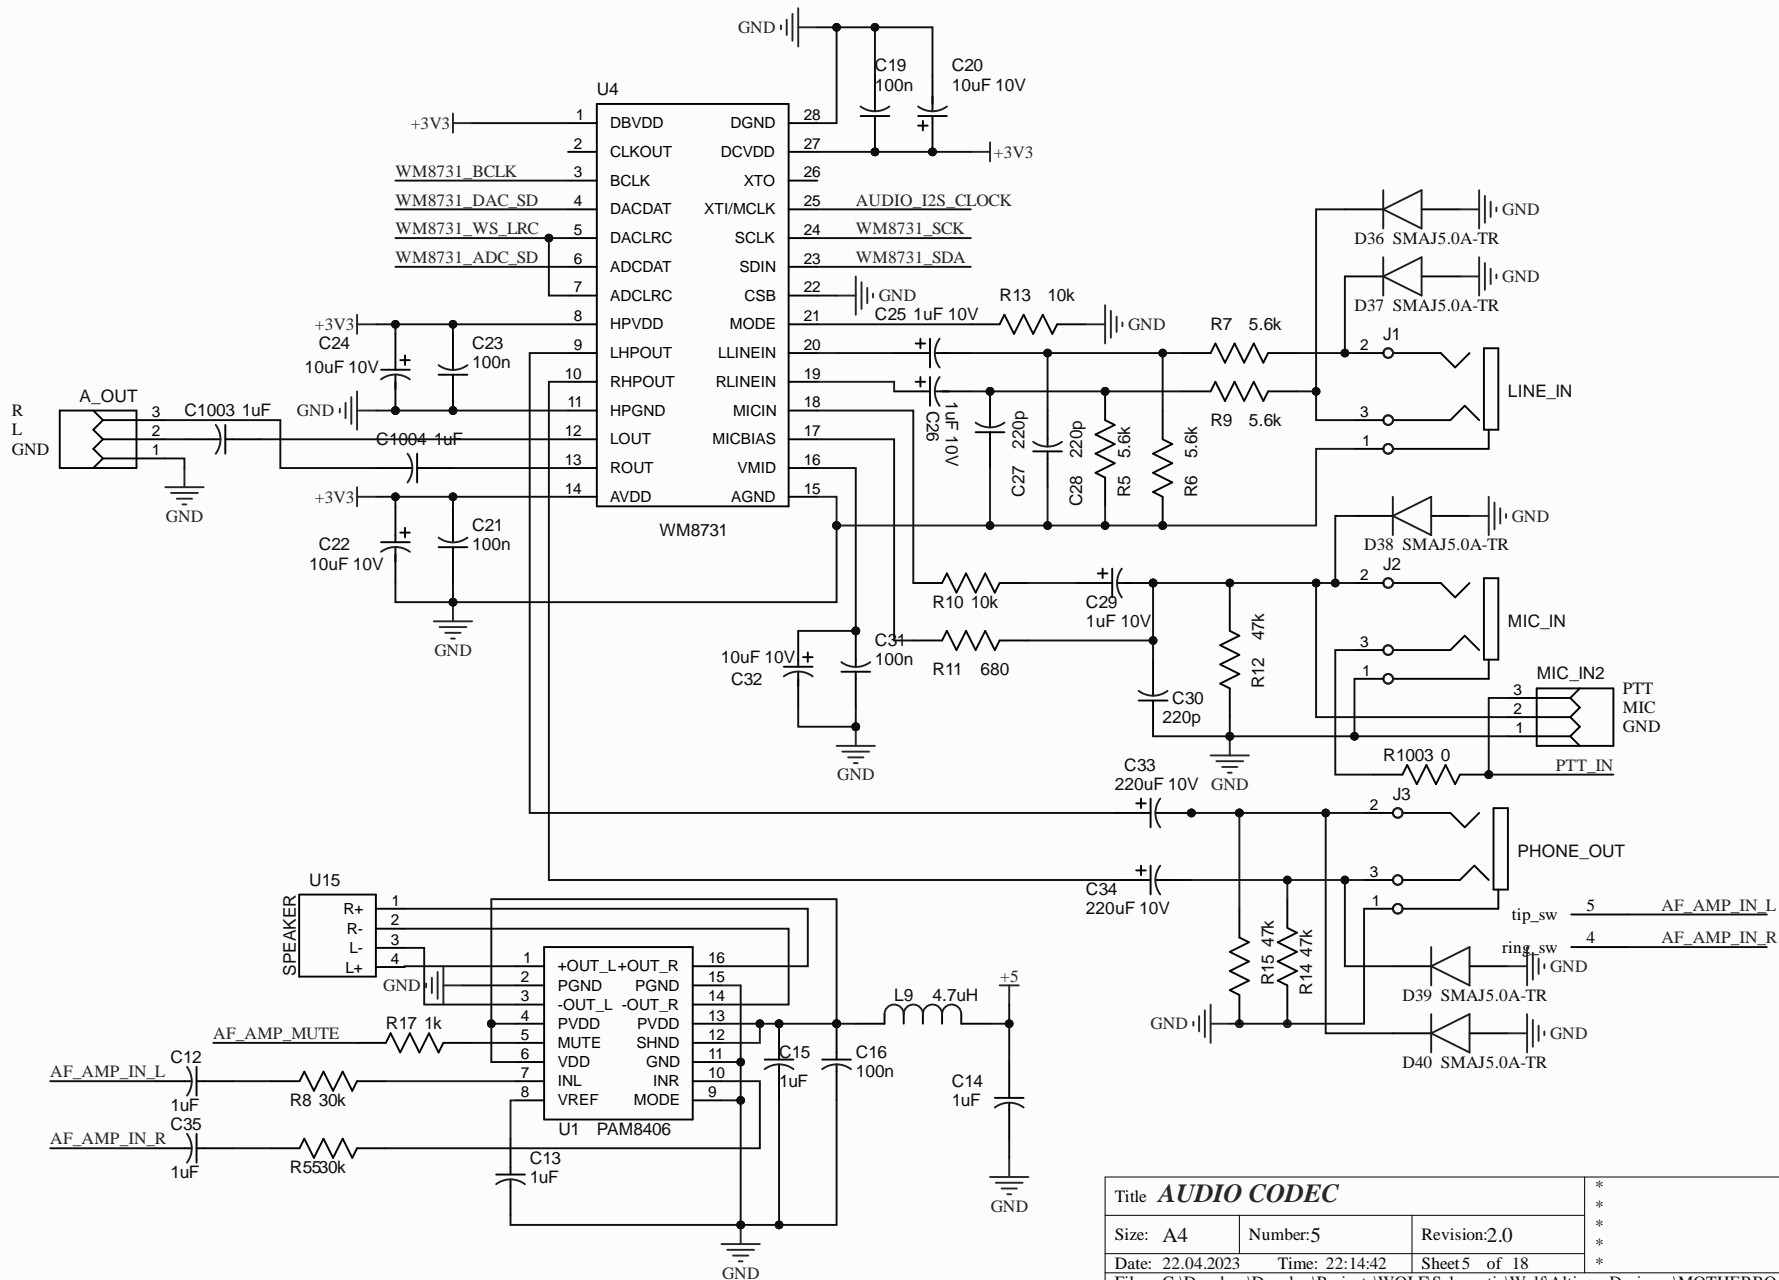 GND
C19
100n
C20
10uF 10V
U4
+3V3
1 DBVDD DGND 28
2 CLKOUT DCVDD 27
+3V3
WM8731_BCLK 3 BCLK XTO 26
WM8731_DAC_SD 4 DACDAT XTI/MCLK 25 AUDIO_I2S_CLOCK
WM8731_WS_LRC 5 DACLRC SCLK 24 WM8731_SCK
WM8731_ADC_SD 6 ADCDAT SDIN 23 WM8731_SDA
7 ADCLRC CSB 22 GND
+3V3 8 HPVDD MODE 21
9 LHPOUT LLINEIN 20
10 RHPOUT RLINEIN 19
GND 11 HPGND MICIN 18
12 LOUT MICBIAS 17
13 ROUT VMID 16
+3V3 14 AVDD AGND 15
WM8731
C24
10uF 10V
C23
100n
A_OUT
R
L
GND
3
2
1
C1003 1uF
C1004 1uF
GND
C22
10uF 10V
C21
100n
GND
R13 10k
GND
C25 1uF 10V
C26
1uF 10V
C27 220p
C28 220p
R5 5.6k
R6 5.6k
R7 5.6k
R9 5.6k
GND
D36 SMAJ5.0A-TR
GND
D37 SMAJ5.0A-TR
J1
2
3
1
LINE_IN
GND
D38 SMAJ5.0A-TR
J2
2
3
1
MIC_IN
R10 10k
C29
1uF 10V
R11 680
R12 47k
C30
220p
GND
10uF 10V
C32
C31
100n
GND
MIC_IN2
3 PTT
2 MIC
1 GND
R1003 0
PTT_IN
C33
220uF 10V
C34
220uF 10V
J3
2
3
1
PHONE_OUT
tip_sw 5 AF_AMP_IN_L
ring_sw 4 AF_AMP_IN_R
R15 47k
R14 47k
GND
GND
D39 SMAJ5.0A-TR
GND
D40 SMAJ5.0A-TR
U15
SPEAKER
R+ 1
R- 2
L- 3
L+ 4
GND
1 +OUT_L +OUT_R 16
2 PGND PGND 15
3 -OUT_L -OUT_R 14
4 PVDD PVDD 13
5 MUTE SHND 12
6 VDD GND 11
7 INL INR 10
8 VREF MODE 9
U1 PAM8406
AF_AMP_MUTE
R17 1k
AF_AMP_IN_L
C12
1uF
R8 30k
AF_AMP_IN_R
C35
1uF
R55 30k
C13
1uF
C15
1uF
C16
100n
L9 4.7uH
+5
C14
1uF
GND
GND
Title AUDIO CODEC
Size: A4 Number:5 Revision:2.0
Date: 22.04.2023 Time: 22:14:42 Sheet5 of 18
*
*
*
*
*